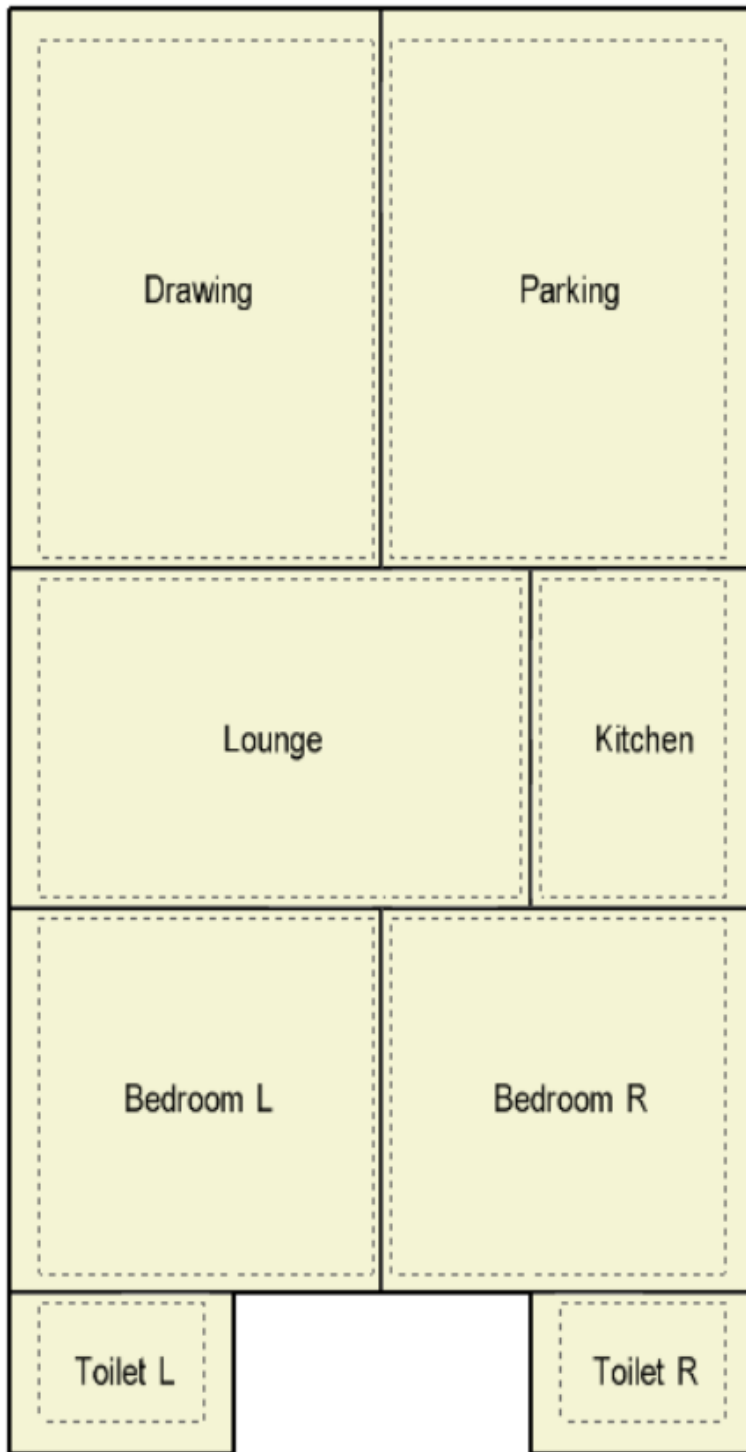 Drawing
Parking
Lounge
Kitchen
Bedroom L
Bedroom R
Toilet L
Toilet R